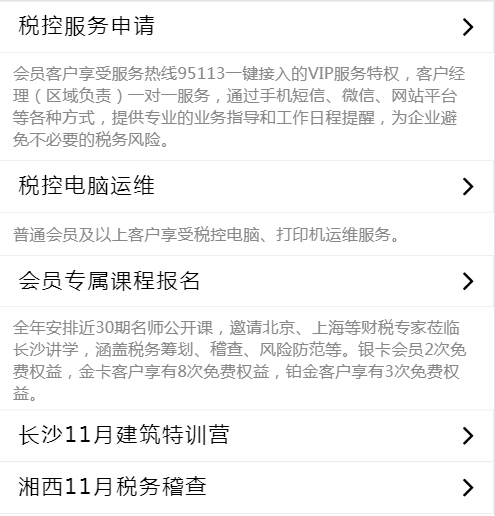 税控服务申请
会员客户享受服务热线95113一键接入的VIP服务特权，客户经
理（区域负责）一对一服务，通过手机短信、微信、网站平台
等各种方式，提供专业的业务指导和工作日程提醒，为企业避
免不必要的税务风险。
税控电脑运维
普通会员及以上客户享受税控电脑、打印机运维服务。
会员专属课程报名
全年安排近30期名师公开课，邀请北京、上海等财税专家莅临
长沙讲学，涵盖税务筹划、稽查、风险防范等。银卡会员2次免
费权益，金卡客户享有8次免费权益，铂金客户享有3次免费权
益。
长沙11月建筑特训营
湘西11月税务稽查